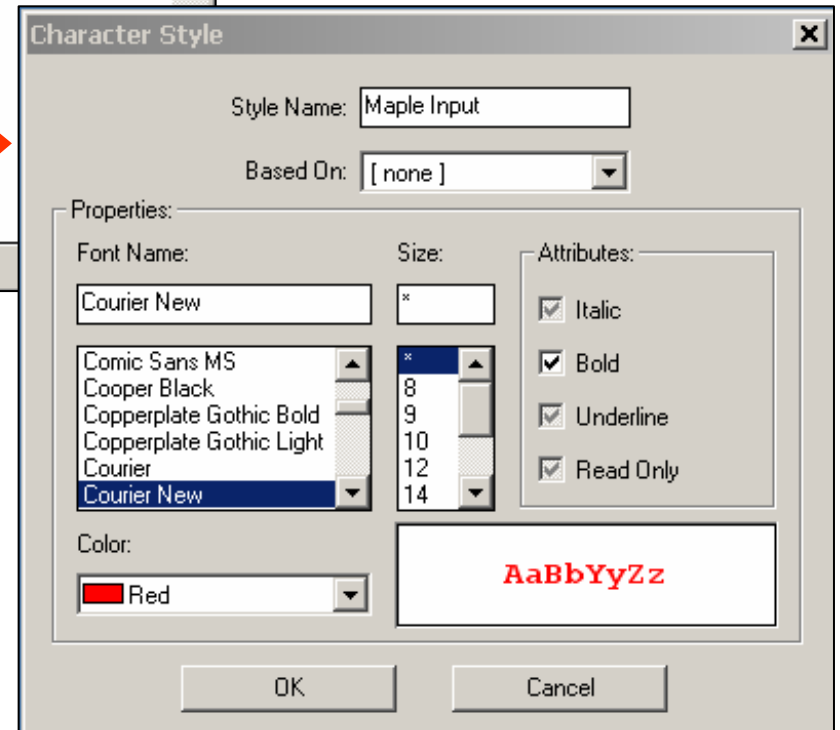 Character Style
Style Name: Maple Input
Based On: [ none ]
Properties:
Font Name: Size: Attributes:
Courier New * Italic
Comic Sans MS * Bold
Cooper Black 8
Copperplate Gothic Bold 9 Underline
Copperplate Gothic Light 10
Courier 12 Read Only
Courier New 14
Color:
Red AaBbYyZz
OK Cancel